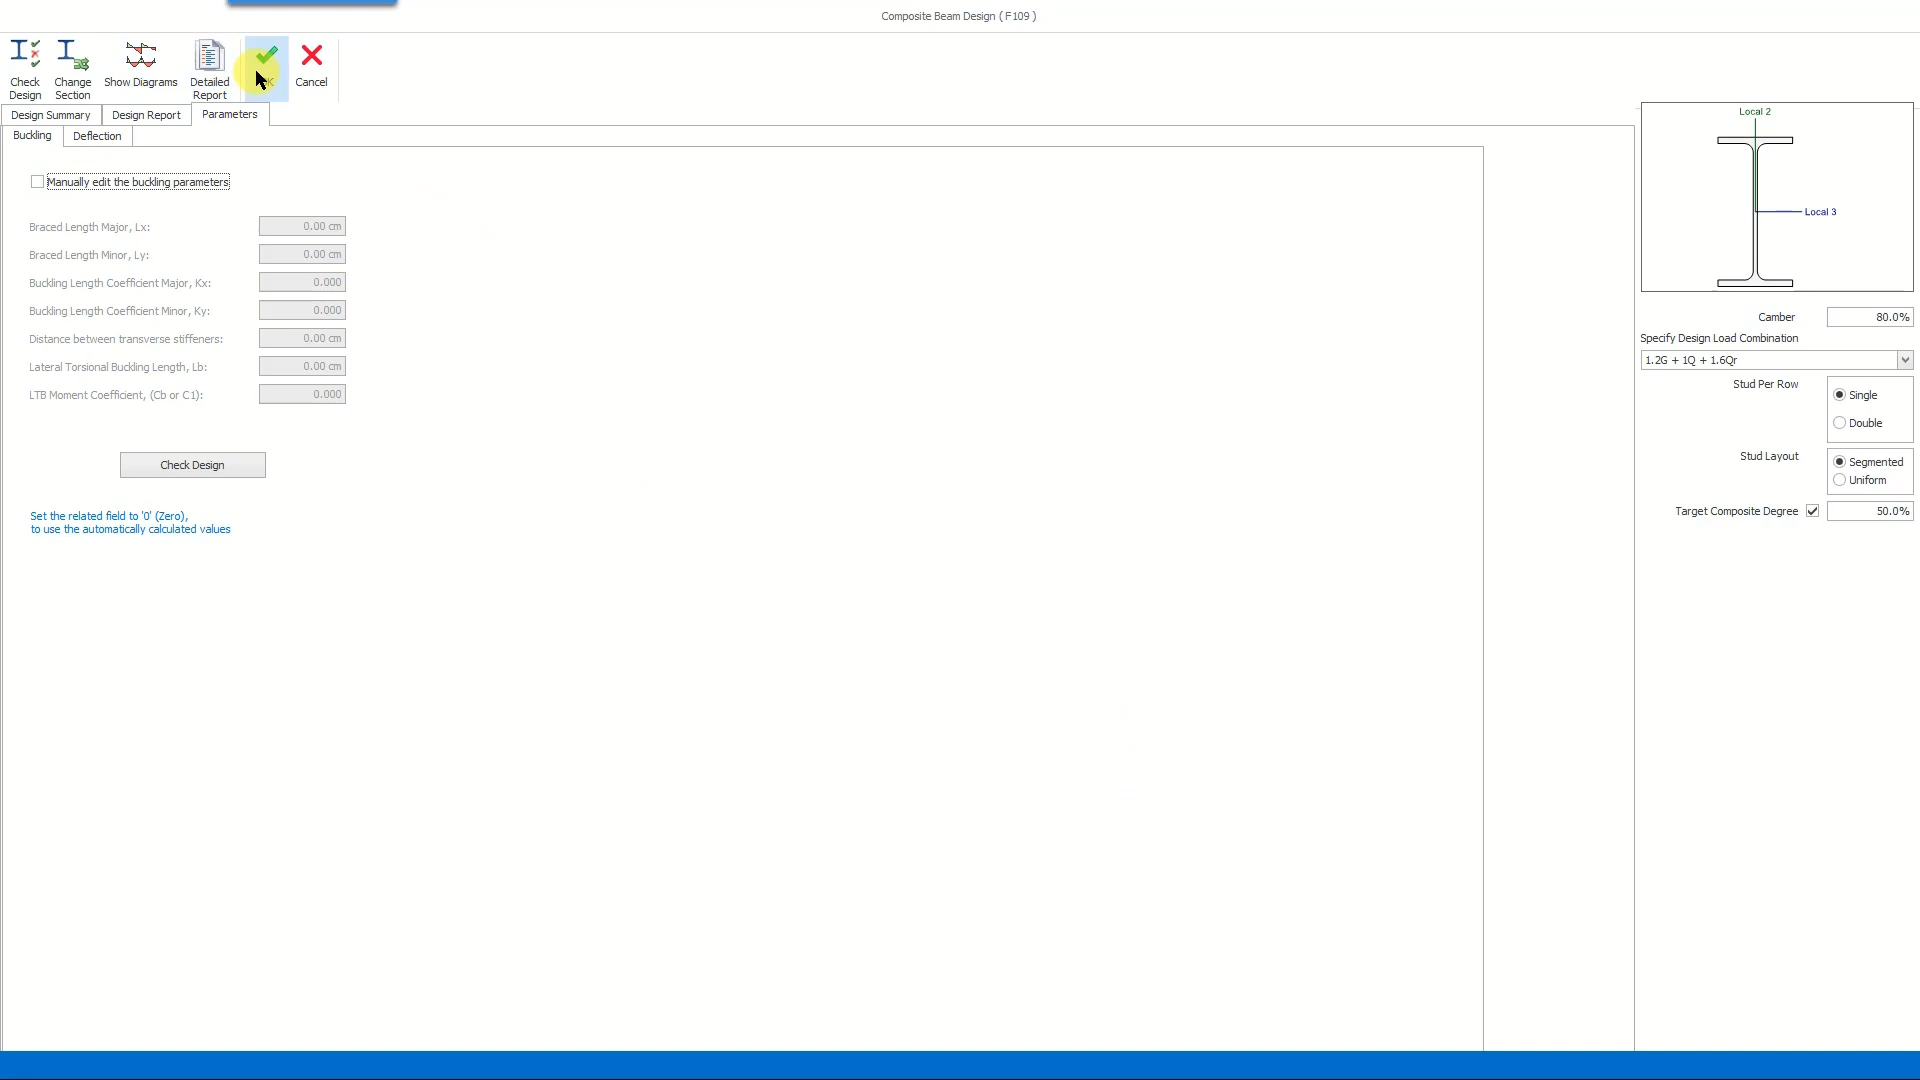 Composite Beam Design ( F109 )
Check Design
Change Section
Show Diagrams
Detailed Report
Cancel
Design Summary
Design Report
Parameters
Buckling
Deflection
Manually edit the buckling parameters
Braced Length Major, Lx:
0.00 cm
Braced Length Minor, Ly:
0.00 cm
Buckling Length Coefficient Major, Kx:
0.000
Buckling Length Coefficient Minor, Ky:
0.000
Distance between transverse stiffeners:
0.00 cm
Lateral Torsional Buckling Length, Lb:
0.00 cm
LTB Moment Coefficient, (Cb or C1):
0.000
Check Design
Set the related field to '0' (Zero),
to use the automatically calculated values
Local 2
Local 3
Camber
80.0%
Specify Design Load Combination
1.2G + 1Q + 1.6Qr
Stud Per Row
Single
Double
Stud Layout
Segmented
Uniform
Target Composite Degree
50.0%